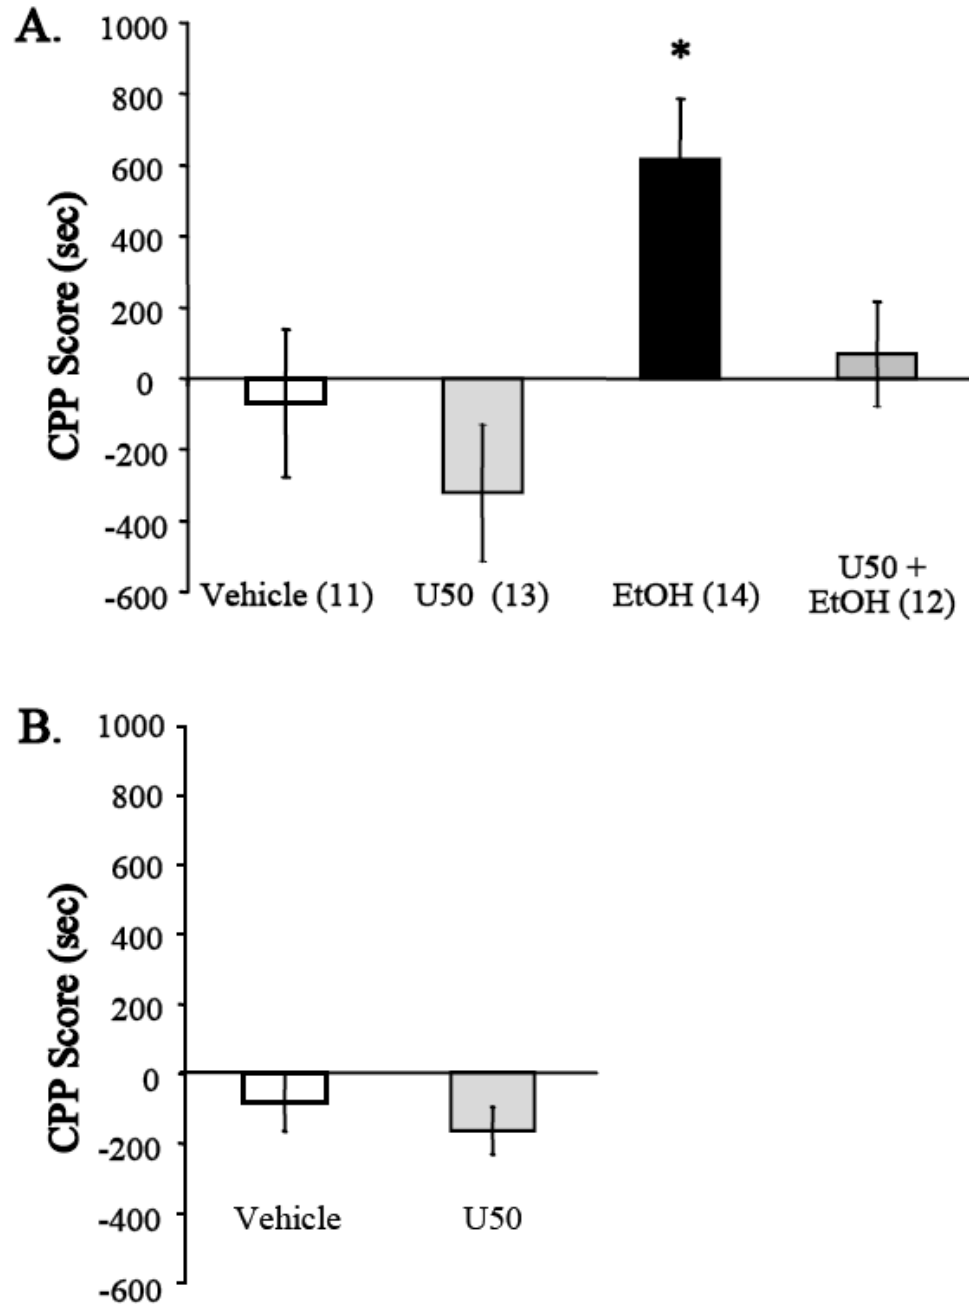 A.
CPP Score (sec)
1000
800
600
400
200
0
-200
-400
-600
*
Vehicle (11)
U50 (13)
EtOH (14)
U50 +
EtOH (12)
B.
CPP Score (sec)
1000
800
600
400
200
0
-200
-400
-600
Vehicle
U50